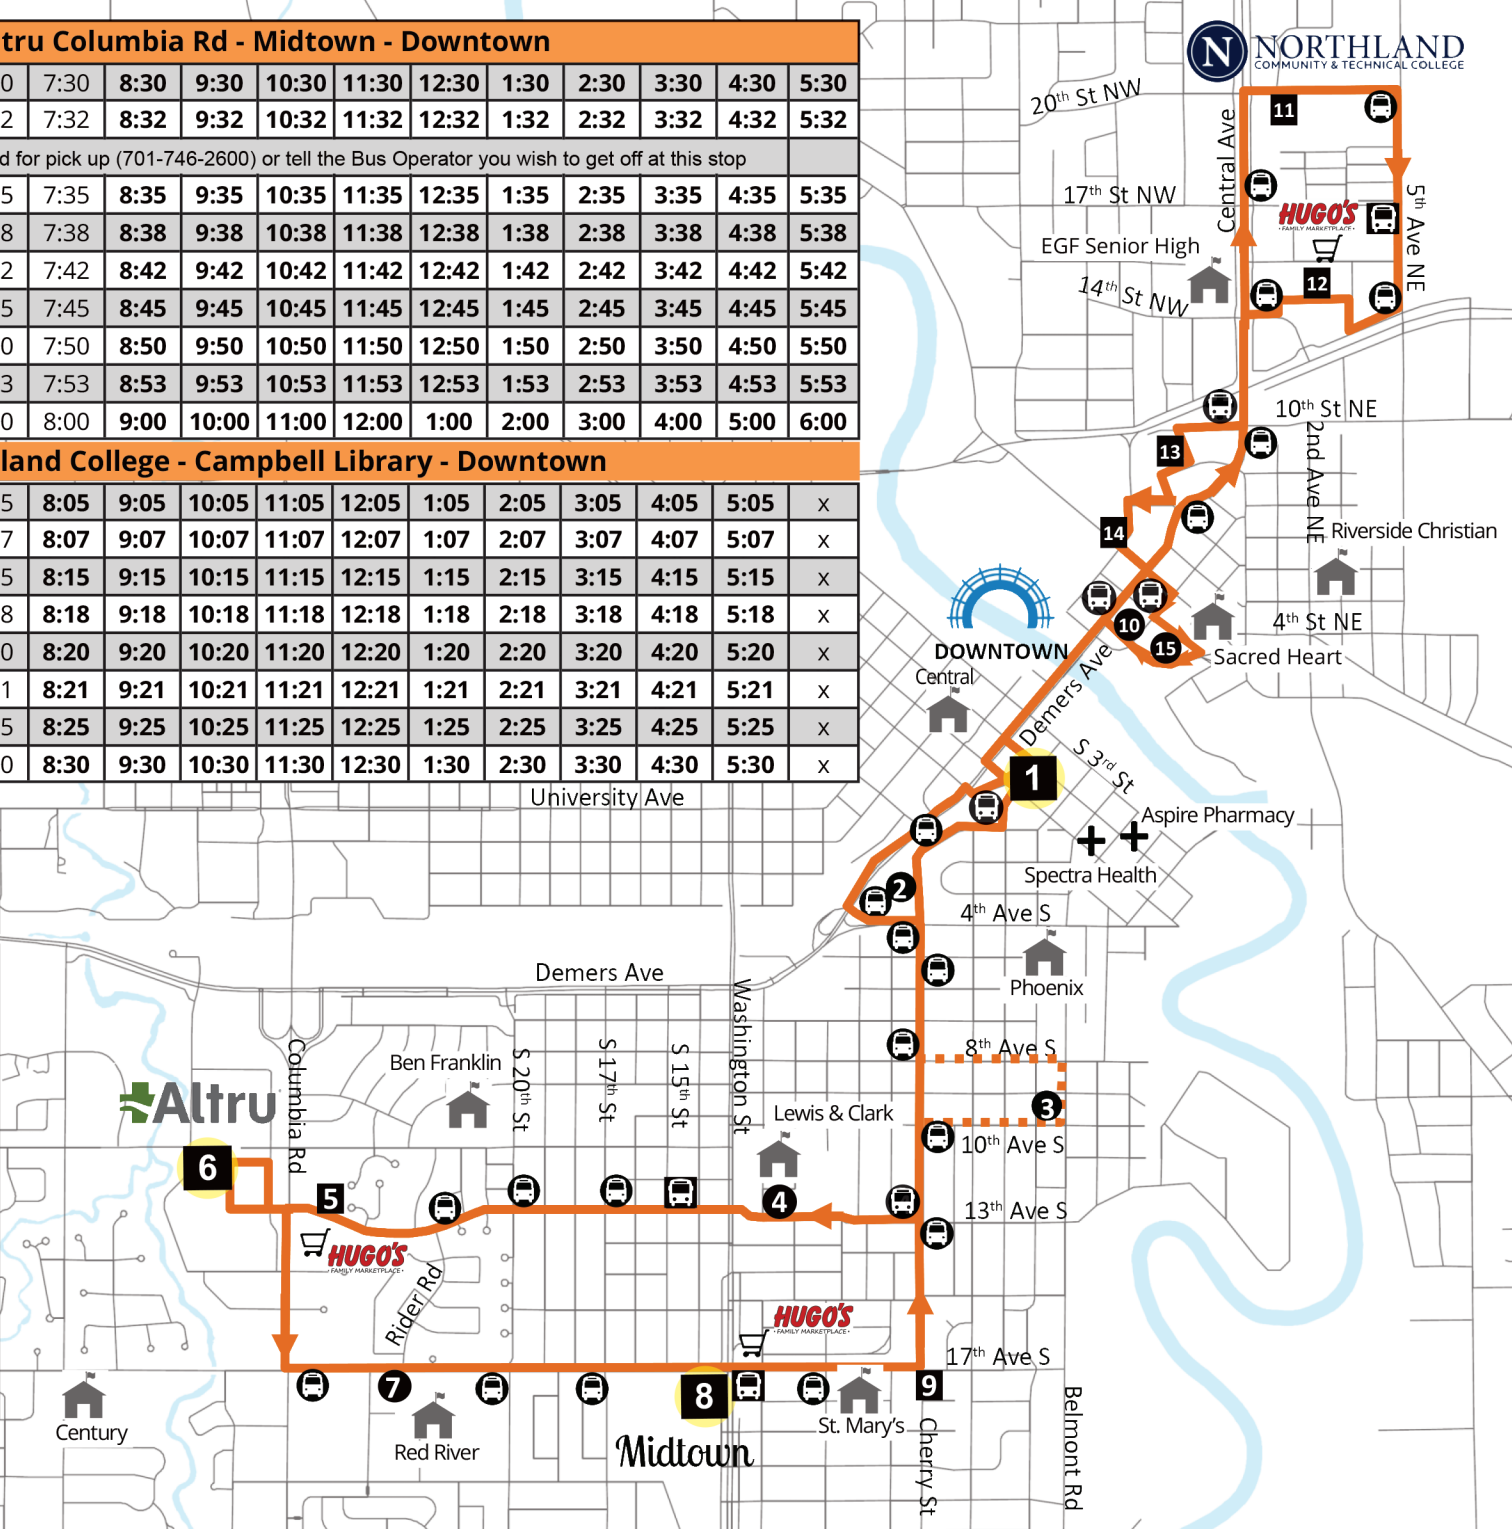 tru Columbia Rd - Midtown - Downtown
0 7:30 8:30 9:30 10:30 11:30 12:30 1:30 2:30 3:30 4:30 5:30
2 7:32 8:32 9:32 10:32 11:32 12:32 1:32 2:32 3:32 4:32 5:32
d for pick up (701-746-2600) or tell the Bus Operator you wish to get off at this stop
5 7:35 8:35 9:35 10:35 11:35 12:35 1:35 2:35 3:35 4:35 5:35
8 7:38 8:38 9:38 10:38 11:38 12:38 1:38 2:38 3:38 4:38 5:38
2 7:42 8:42 9:42 10:42 11:42 12:42 1:42 2:42 3:42 4:42 5:42
5 7:45 8:45 9:45 10:45 11:45 12:45 1:45 2:45 3:45 4:45 5:45
0 7:50 8:50 9:50 10:50 11:50 12:50 1:50 2:50 3:50 4:50 5:50
3 7:53 8:53 9:53 10:53 11:53 12:53 1:53 2:53 3:53 4:53 5:53
0 8:00 9:00 10:00 11:00 12:00 1:00 2:00 3:00 4:00 5:00 6:00
land College - Campbell Library - Downtown
5 8:05 9:05 10:05 11:05 12:05 1:05 2:05 3:05 4:05 5:05 x
7 8:07 9:07 10:07 11:07 12:07 1:07 2:07 3:07 4:07 5:07 x
5 8:15 9:15 10:15 11:15 12:15 1:15 2:15 3:15 4:15 5:15 x
8 8:18 9:18 10:18 11:18 12:18 1:18 2:18 3:18 4:18 5:18 x
0 8:20 9:20 10:20 11:20 12:20 1:20 2:20 3:20 4:20 5:20 x
1 8:21 9:21 10:21 11:21 12:21 1:21 2:21 3:21 4:21 5:21 x
5 8:25 9:25 10:25 11:25 12:25 1:25 2:25 3:25 4:25 5:25 x
0 8:30 9:30 10:30 11:30 12:30 1:30 2:30 3:30 4:30 5:30 x
N NORTHLAND
COMMUNITY & TECHNICAL COLLEGE
20th St NW
11
Central Ave
17th St NW
5th Ave NE
HUGO'S
FAMILY MARKETPLACE
EGF Senior High
14th St NW
12
10th St NE
2nd Ave NE
13
14
Riverside Christian
10
4th St NE
15
Sacred Heart
DOWNTOWN
Central
Demers Ave
S 3rd St
1
University Ave
Aspire Pharmacy
Spectra Health
2
4th Ave S
Demers Ave
Phoenix
Washington St
8th Ave S
Columbia Rd
Ben Franklin
S 20th St
S 17th St
S 15th St
Altru
Lewis & Clark
3
10th Ave S
6
5
4
13th Ave S
HUGO'S
FAMILY MARKETPLACE
Rider Rd
HUGO'S
FAMILY MARKETPLACE
17th Ave S
7
8
9
Century
Red River
St. Mary's
Midtown
Cherry St
Belmont Rd